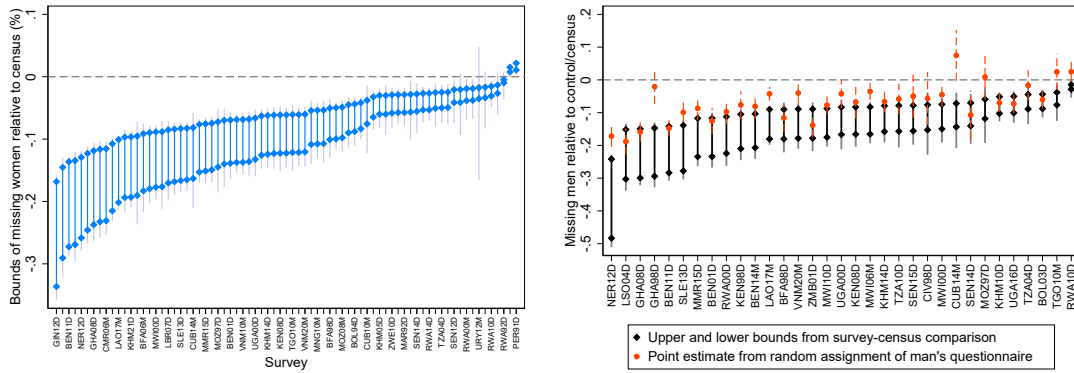 Bounds of missing women relative to census (%)
.1
0
-.1
-.2
-.3
GIN12D
BEN11D
NER12D
GHA08D
CMR06M
LAO17M
KHM21D
BFA06M
MWI00D
LBR07D
SLE13D
CUB14M
MMR15D
MOZ97D
BEN01D
VNM10M
UGA00D
KHM14D
KEN08D
TGO10M
VNM20M
MNG10M
BFA98D
MOZ08M
BOL94D
CUB10M
KHM05D
ZWE10D
MAR92D
SEN14D
RWA14D
TZA04D
SEN12D
RWA00M
URY12M
RWA10D
RWA92D
PER91D
Survey
Missing men relative to control/census
.1
0
-.1
-.2
-.3
-.4
-.5
NER12D
LSO04D
GHA08D
GHA98D
BEN11D
SLE13D
MMR15D
BEN01D
RWA00D
KEN98D
BEN14M
LAO17M
BFA98D
VNM20M
ZMB01D
MWI10D
UGA00D
KEN08D
MWI06M
KHM14D
TZA10D
SEN15D
CIV98D
MWI00D
CUB14M
SEN14D
MOZ97D
KHM10D
UGA16D
TZA04D
BOL03D
TGO10M
RWA10D
Upper and lower bounds from survey-census comparison
Point estimate from random assignment of man's questionnaire